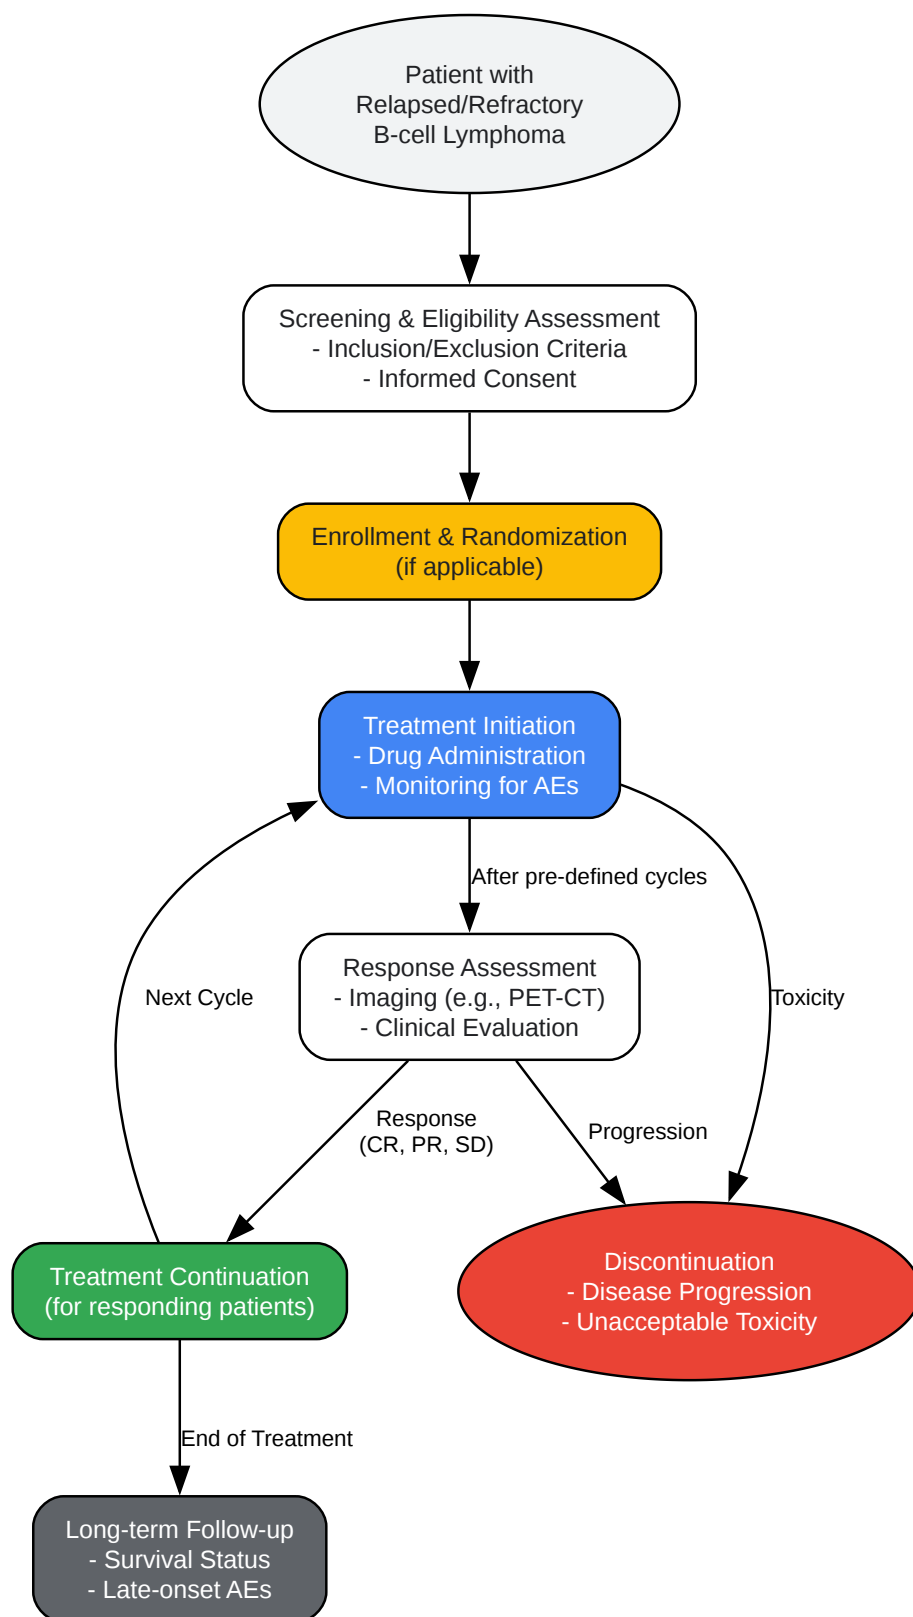 Patient with
Relapsed/Refractory
B-cell Lymphoma
Screening & Eligibility Assessment
- Inclusion/Exclusion Criteria
- Informed Consent
Enrollment & Randomization
(if applicable)
Treatment Initiation
- Drug Administration
- Monitoring for AEs
After pre-defined cycles
Response Assessment
- Imaging (e.g., PET-CT)
- Clinical Evaluation
Next Cycle
Toxicity
Response
(CR, PR, SD)
Progression
Treatment Continuation
(for responding patients)
Discontinuation
- Disease Progression
- Unacceptable Toxicity
End of Treatment
Long-term Follow-up
- Survival Status
- Late-onset AEs